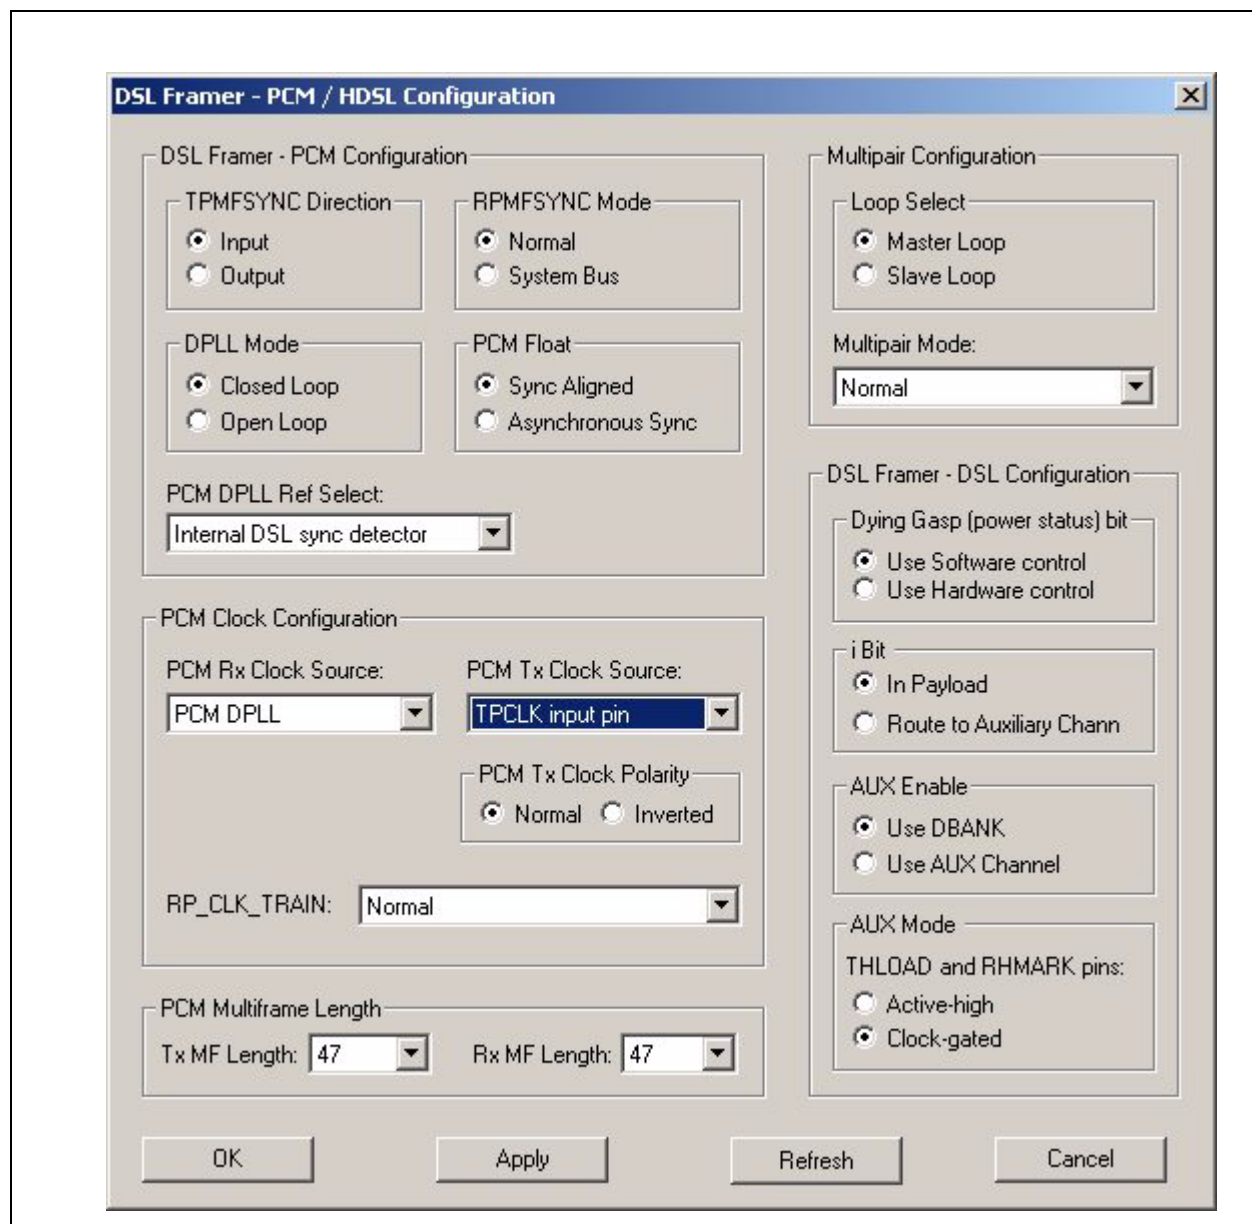 DSL Framer - PCM / HDSL Configuration
DSL Framer - PCM Configuration
TPMFSYNC Direction
Input
Output
RPMFSYNC Mode
Normal
System Bus
DPLL Mode
Closed Loop
Open Loop
PCM Float
Sync Aligned
Asynchronous Sync
PCM DPLL Ref Select:
Internal DSL sync detector
PCM Clock Configuration
PCM Rx Clock Source:
PCM DPLL
PCM Tx Clock Source:
TPCLK input pin
PCM Tx Clock Polarity
Normal Inverted
RP_CLK_TRAIN: Normal
PCM Multiframe Length
Tx MF Length: 47 Rx MF Length: 47
Multipair Configuration
Loop Select
Master Loop
Slave Loop
Multipair Mode:
Normal
DSL Framer - DSL Configuration
Dying Gasp (power status) bit
Use Software control
Use Hardware control
i Bit
In Payload
Route to Auxiliary Chann
AUX Enable
Use DBANK
Use AUX Channel
AUX Mode
THLOAD and RHMARK pins:
Active-high
Clock-gated
OK Apply Refresh Cancel